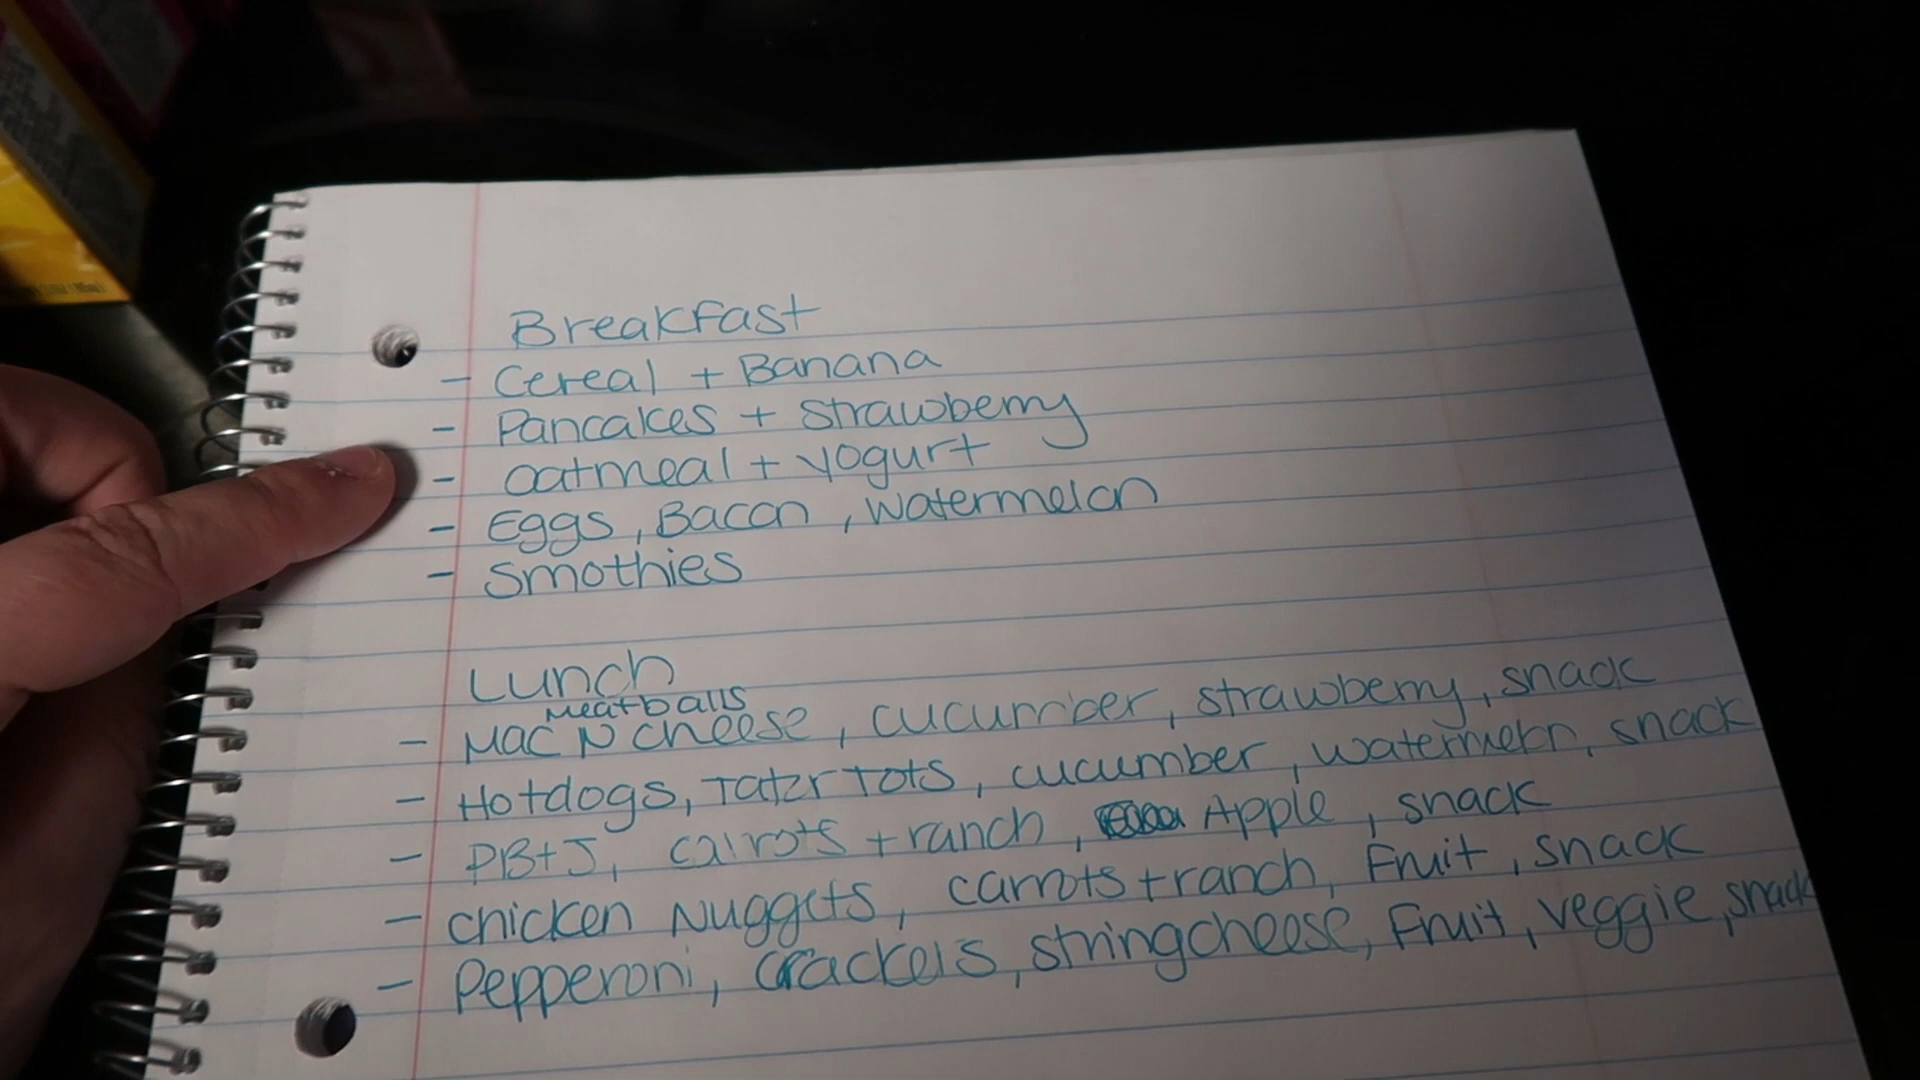 Breakfast
- Cereal + Banana
- Pancakes + Strawberry
- Oatmeal + yogurt
- Eggs, Bacon, Watermelon
- Smothies
Lunch
Meatballs
- Mac N Cheese, cucumber, strawberry, snack
- Hotdogs, Tater Tots, cucumber, watermelon, snack
- PB+J, carrots + ranch, Apple, snack
- chicken Nuggets, carrots + ranch, Fruit, snack
- Pepperoni, Crackers, stringcheese, Fruit, veggie, snack